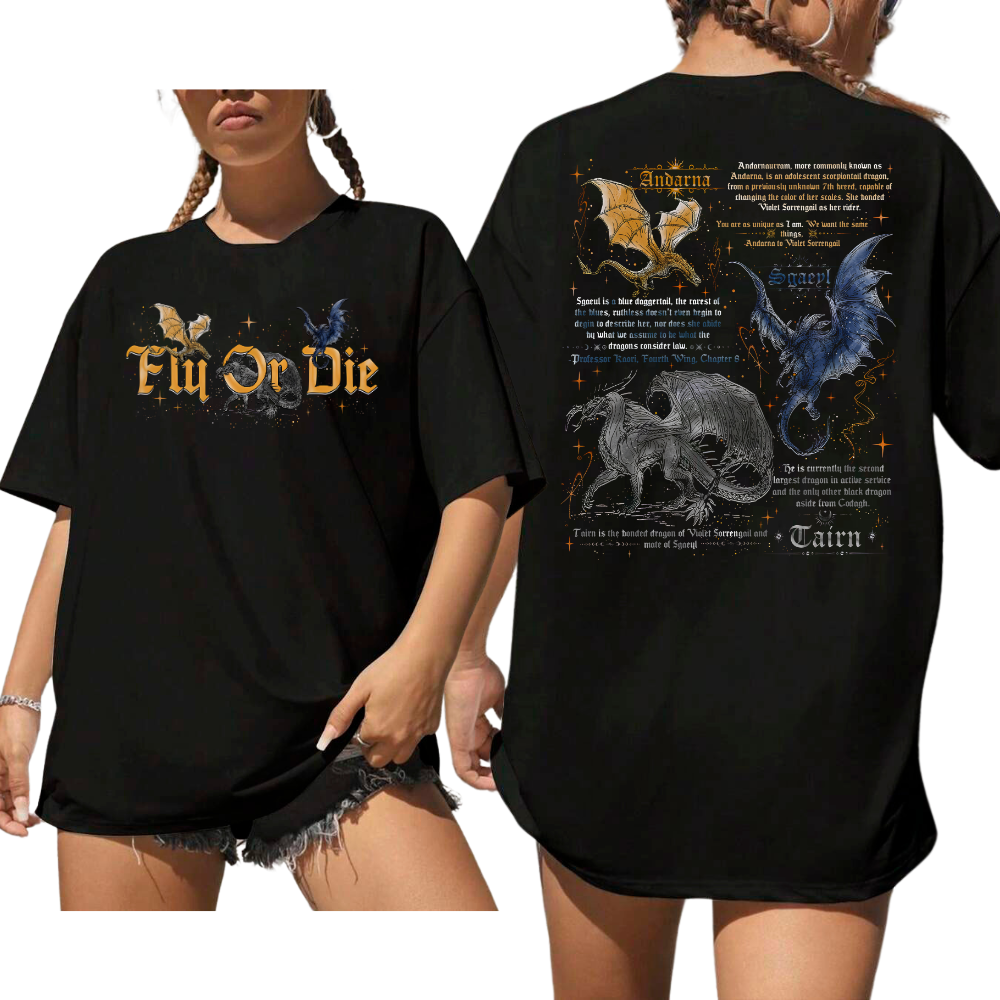 Fly Or Die
Andarna
Andarnaurram, more commonly known as
Andarna, is an adolescent scorpiontail dragon,
from a previously unknown 7th breed, capable of
changing the color of her scales. She bonded
Violet Sorrengail as her rider.
You are as unique as I am. We want the same
things.
Andarna to Violet Sorrengail
Sgaeyl
Sgaeul is a blue daggertail, the rarest of
the blues, ruthless doesn't even begin to
degin to describe her, nor does she abide
by what we assume to be what the
dragons consider law.
Professor Kaori, Fourth Wing, Chapter 8
He is currently the second
largest dragon in active service
and the only other black dragon
aside from Codagh.
Tairn is the bonded dragon of Violet Sorrengail and
mate of Sgaeyl
Tairn